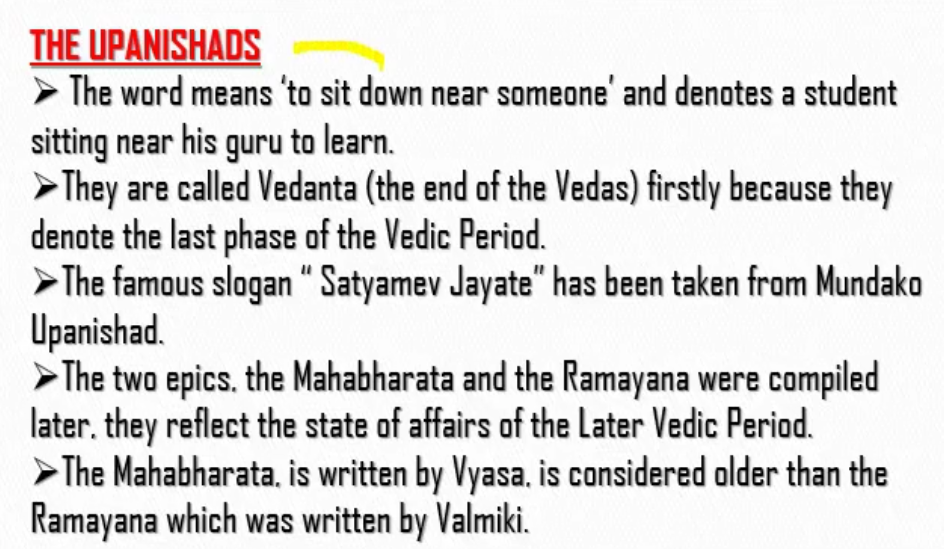 THE UPANISHADS
➢ The word means ‘to sit down near someone’ and denotes a student
sitting near his guru to learn.
➢They are called Vedanta (the end of the Vedas) firstly because they
denote the last phase of the Vedic Period.
➢The famous slogan “ Satyamev Jayate” has been taken from Mundako
Upanishad.
➢The two epics, the Mahabharata and the Ramayana were compiled
later, they reflect the state of affairs of the Later Vedic Period.
➢The Mahabharata, is written by Vyasa, is considered older than the
Ramayana which was written by Valmiki.